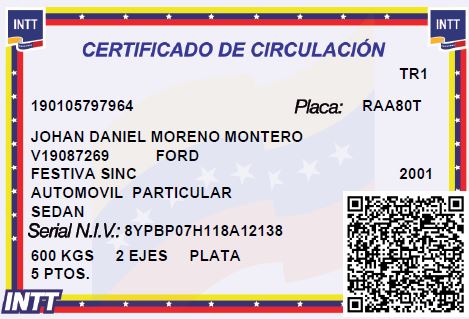 INTT
INTT
CERTIFICADO DE CIRCULACIÓN
TR1
190105797964 Placa: RAA80T
JOHAN DANIEL MORENO MONTERO
V19087269 FORD
FESTIVA SINC 2001
AUTOMOVIL PARTICULAR
SEDAN
Serial N.I.V.: 8YPBP07H118A12138
600 KGS 2 EJES PLATA
5 PTOS.
INTT